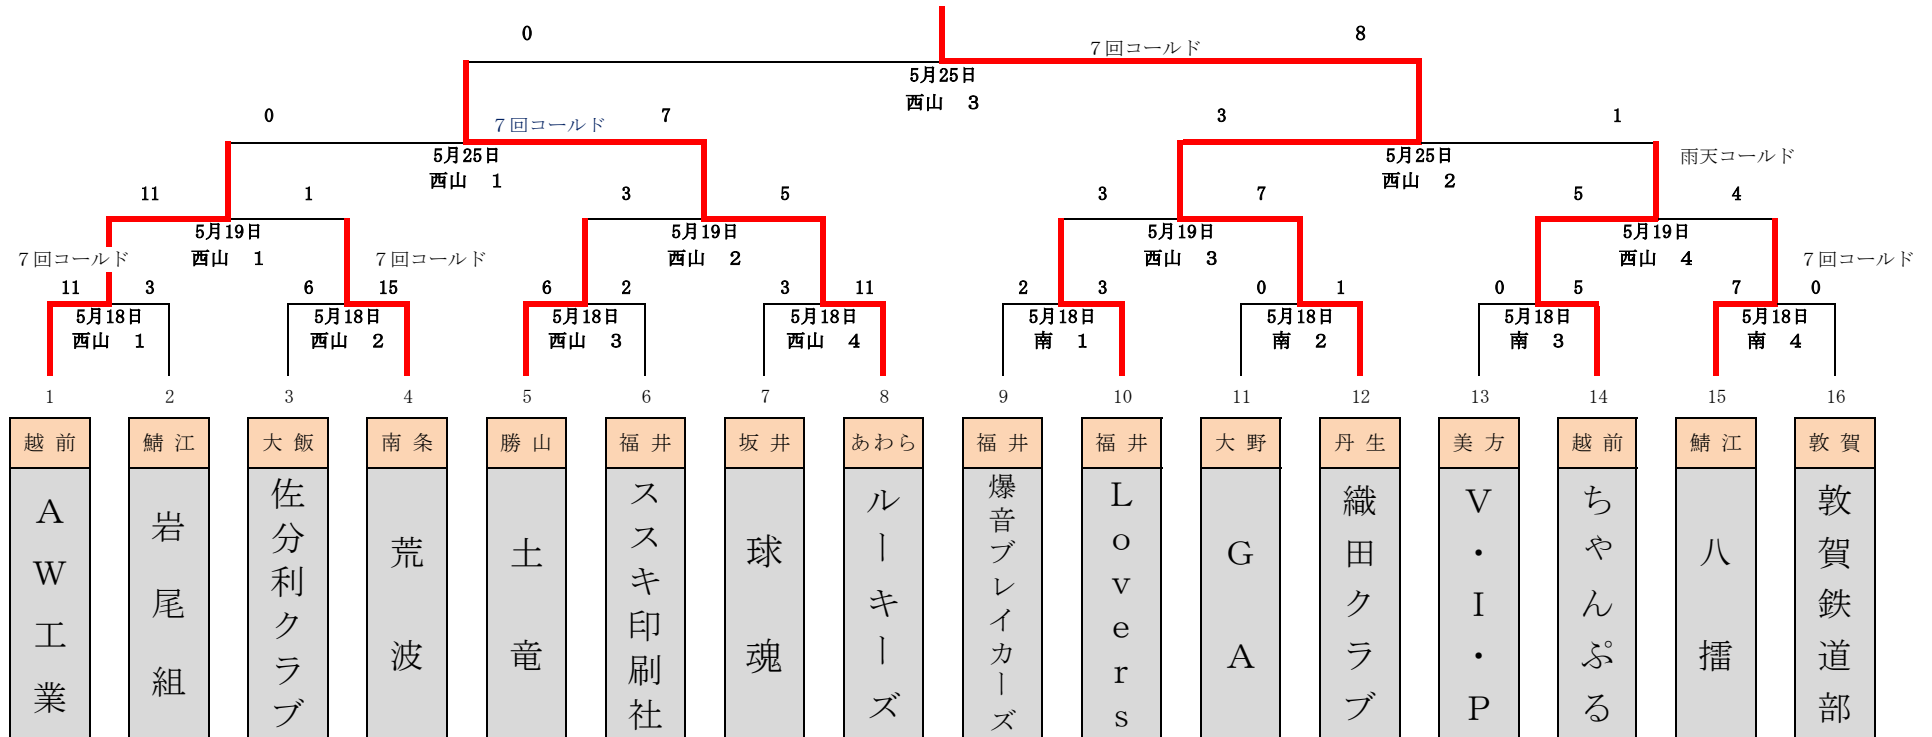 0 8
７回コールド
5月25日
西山 3
0 7 3 1
７回コールド
5月25日 5月25日 雨天コールド
西山 1 西山 2
11 1 3 5 3 7 5 4
5月19日 5月19日 5月19日 5月19日
西山 1 西山 2 西山 3 西山 4
７回コールド ７回コールド ７回コールド
11 3 6 15 6 2 3 11 2 3 0 1 0 5 7 0
5月18日 5月18日 5月18日 5月18日 5月18日 5月18日 5月18日 5月18日
西山 1 西山 2 西山 3 西山 4 南 1 南 2 南 3 南 4
1 2 3 4 5 6 7 8 9 10 11 12 13 14 15 16
越前 鯖江 大飯 南条 勝山 福井 坂井 あわら 福井 福井 大野 丹生 美方 越前 鯖江 敦賀
ＡＷ工業
岩尾組
佐分利クラブ
荒波
土竜
ススキ印刷社
球魂
ルーキーズ
爆音ブレイカーズ
Ｌｏｖｅｒｓ
ＧＡ
織田クラブ
Ｖ・Ｉ・Ｐ
ちゃんぷる
八擂
敦賀鉄道部